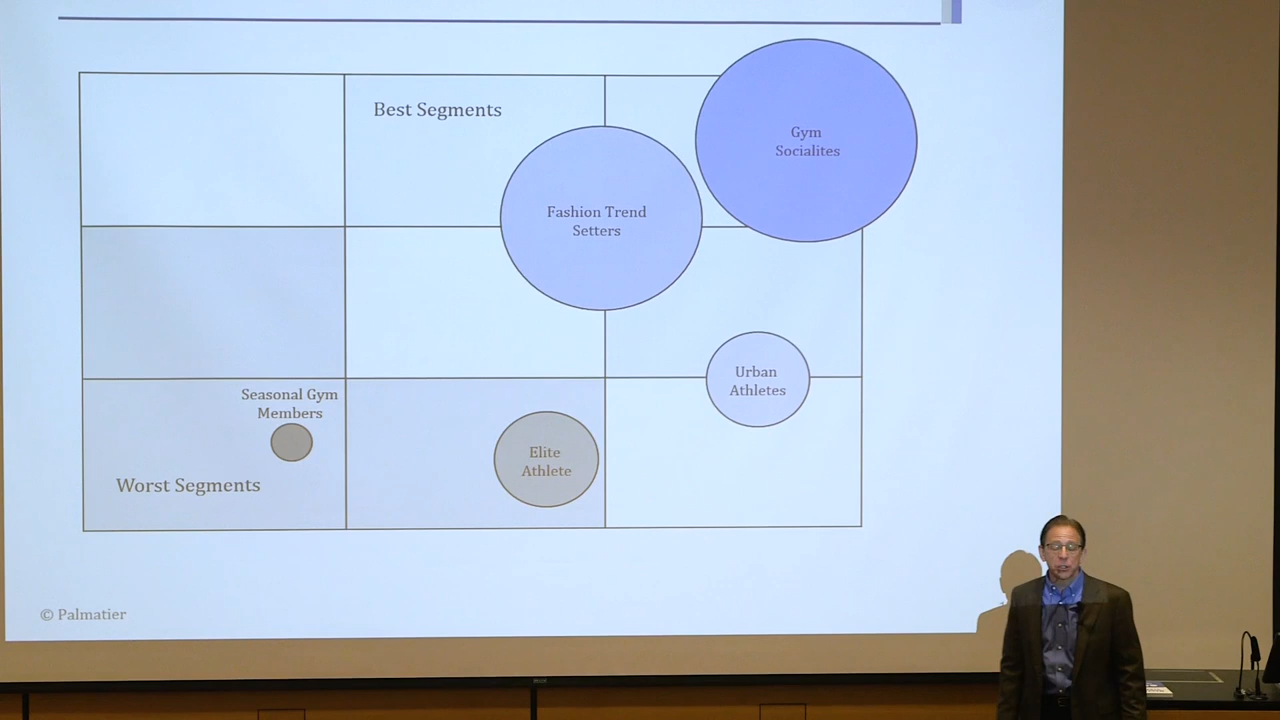 Best Segments
Gym
Socialites
Fashion Trend
Setters
Urban
Athletes
Seasonal Gym
Members
Elite
Athlete
Worst Segments
© Palmatier